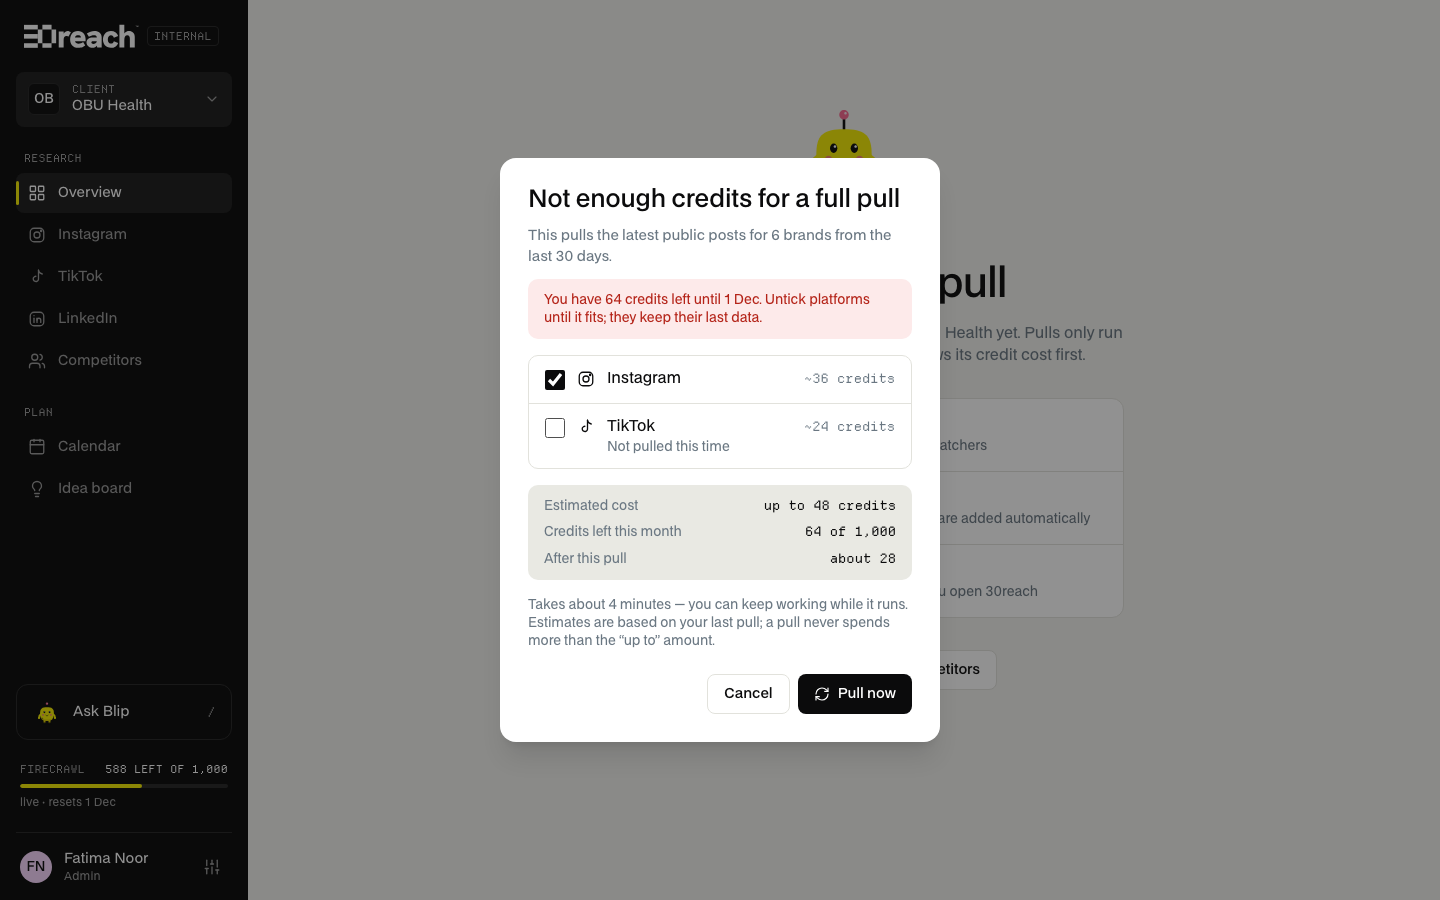 30reach INTERNAL
OB
CLIENT
OBU Health
RESEARCH
Overview
Instagram
TikTok
LinkedIn
Competitors
PLAN
Calendar
Idea board
Ask Blip /
FIRECRAWL 588 LEFT OF 1,000
live · resets 1 Dec
FN
Fatima Noor
Admin
pull
Health yet. Pulls only run
its credit cost first.
are added automatically
open 30reach
Not enough credits for a full pull
This pulls the latest public posts for 6 brands from the
last 30 days.
You have 64 credits left until 1 Dec. Untick platforms
until it fits; they keep their last data.
Instagram ~36 credits
TikTok ~24 credits
Not pulled this time
Estimated cost up to 48 credits
Credits left this month 64 of 1,000
After this pull about 28
Takes about 4 minutes — you can keep working while it runs.
Estimates are based on your last pull; a pull never spends
more than the “up to” amount.
Cancel
Pull now